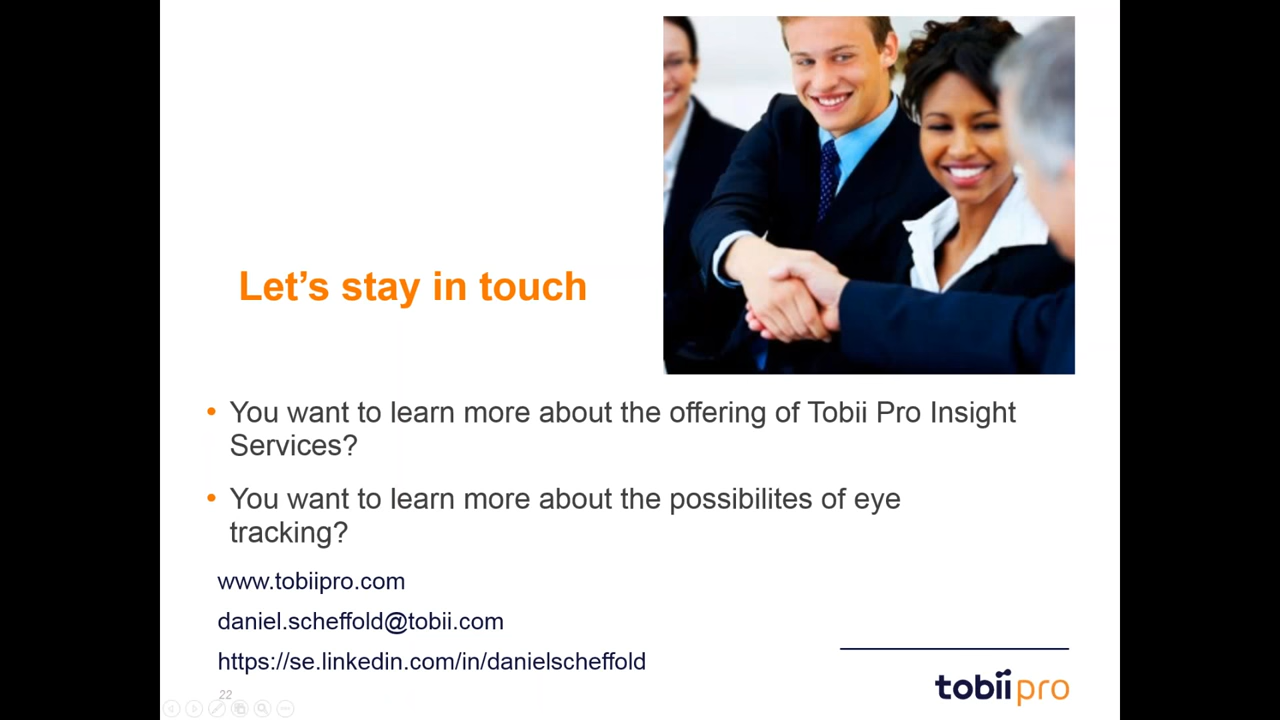 Let’s stay in touch
• You want to learn more about the offering of Tobii Pro Insight
Services?
• You want to learn more about the possibilites of eye
tracking?
www.tobiipro.com
daniel.scheffold@tobii.com
https://se.linkedin.com/in/danielscheffold
22
tobii pro